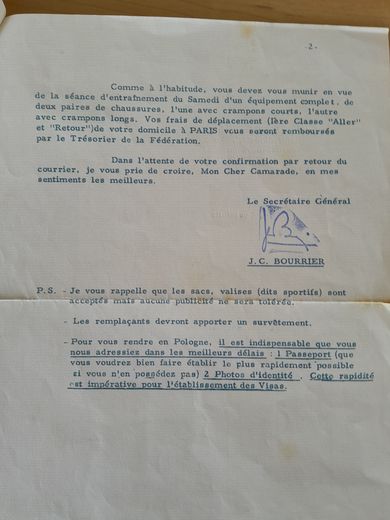 - 2 -
Comme à l'habitude, vous devez vous munir en vue
de la séance d'entraînement du Samedi d'un équipement complet, de
deux paires de chaussures, l'une avec crampons courts, l'autre
avec crampons longs. Vos frais de déplacement (1ère Classe "Aller"
et "Retour")de votre domicile à PARIS vous seront remboursés
par le Trésorier de la Fédération.
Dans l'attente de votre confirmation par retour du
courrier, je vous prie de croire, Mon Cher Camarade, en mes
sentiments les meilleurs.
Le Secrétaire Général
J.C. BOURRIER
P.S. - Je vous rappelle que les sacs, valises (dits sportifs) sont
acceptés mais aucune publicité ne sera tolérée.
- Les remplaçants devront apporter un survêtement.
- Pour vous rendre en Pologne, il est indispensable que vous
nous adressiez dans les meilleurs délais : 1 Passeport (que
vous voudrez bien faire établir le plus rapidement possible
si vous n'en possédez pas) 2 Photos d'identité . Cette rapidité
est impérative pour l'établissement des Visas.